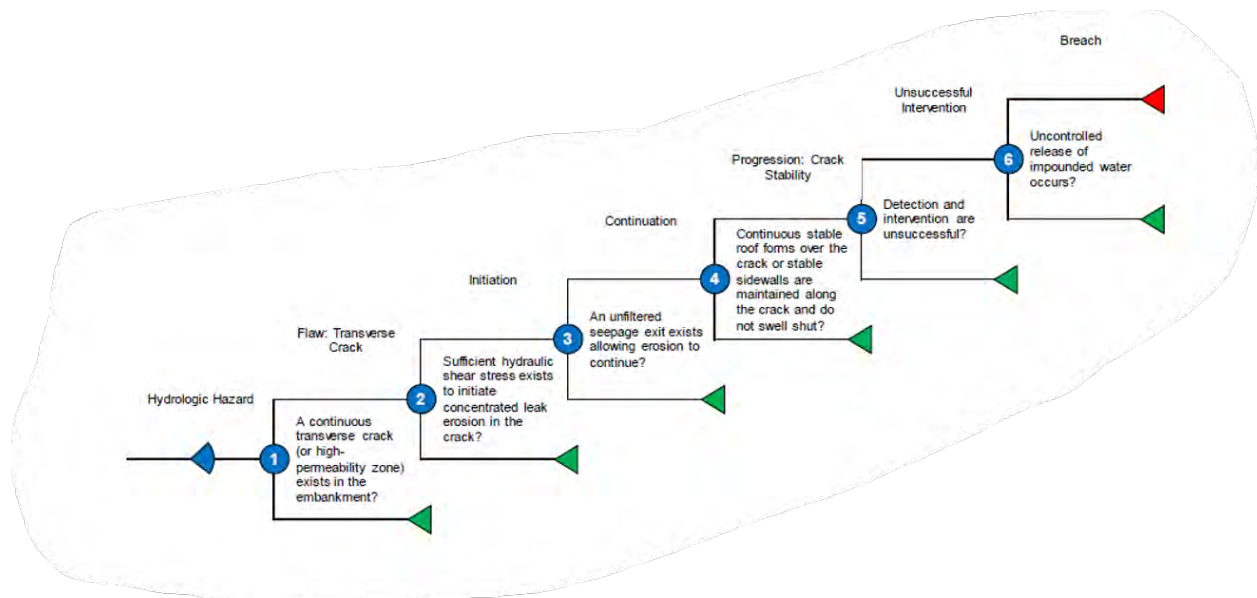 Breach
Unsuccessful
Intervention
6
Uncontrolled
release of
impounded water
occurs?
Progression: Crack
Stability
5
Detection and
intervention are
unsuccessful?
Continuation
4
Continuous stable
roof forms over the
crack or stable
sidewalls are
maintained along
the crack and do
not swell shut?
Initiation
3
An unfiltered
seepage exit exists
allowing erosion to
continue?
Flaw: Transverse
Crack
2
Sufficient hydraulic
shear stress exists
to initiate
concentrated leak
erosion in the
crack?
Hydrologic Hazard
1
A continuous
transverse crack
(or high-
permeability zone)
exists in the
embankment?